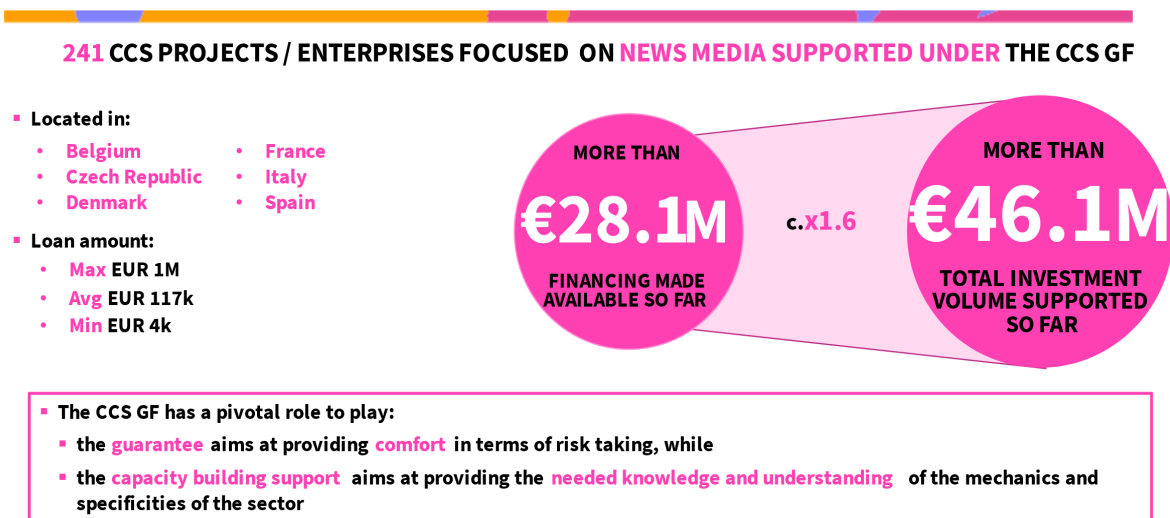 241 CCS PROJECTS / ENTERPRISES FOCUSED ON NEWS MEDIA SUPPORTED UNDER THE CCS GF
Located in:
Belgium
Czech Republic
Denmark
France
Italy
Spain
Loan amount:
Max EUR 1M
Avg EUR 117k
Min EUR 4k
MORE THAN
€28.1M
FINANCING MADE
AVAILABLE SO FAR
c.x1.6
MORE THAN
€46.1M
TOTAL INVESTMENT
VOLUME SUPPORTED
SO FAR
The CCS GF has a pivotal role to play:
the guarantee aims at providing comfort in terms of risk taking, while
the capacity building support aims at providing the needed knowledge and understanding of the mechanics and
specificities of the sector